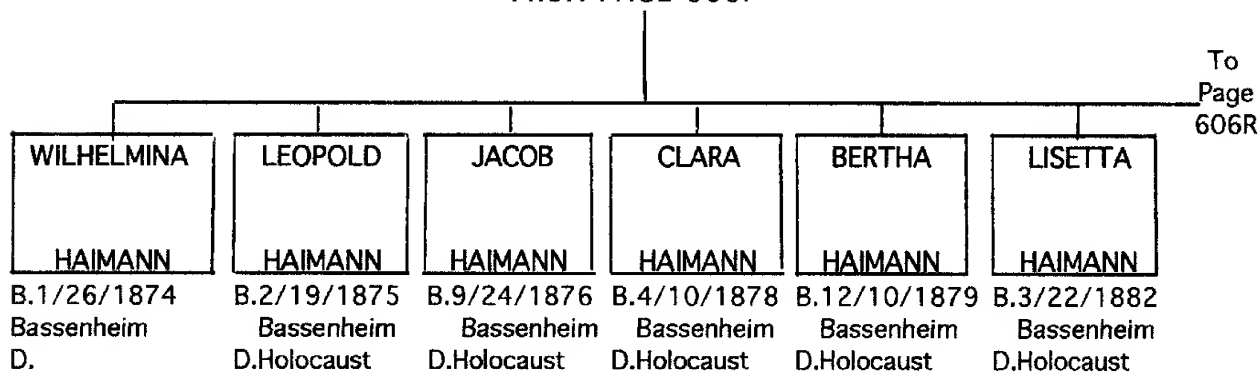 To
Page
606R
WILHELMINA
HAIMANN
B.1/26/1874
Bassenheim
D.
LEOPOLD
HAIMANN
B.2/19/1875
Bassenheim
D.Holocaust
JACOB
HAIMANN
B.9/24/1876
Bassenheim
D.Holocaust
CLARA
HAIMANN
B.4/10/1878
Bassenheim
D.Holocaust
BERTHA
HAIMANN
B.12/10/1879
Bassenheim
D.Holocaust
LISETTA
HAIMANN
B.3/22/1882
Bassenheim
D.Holocaust